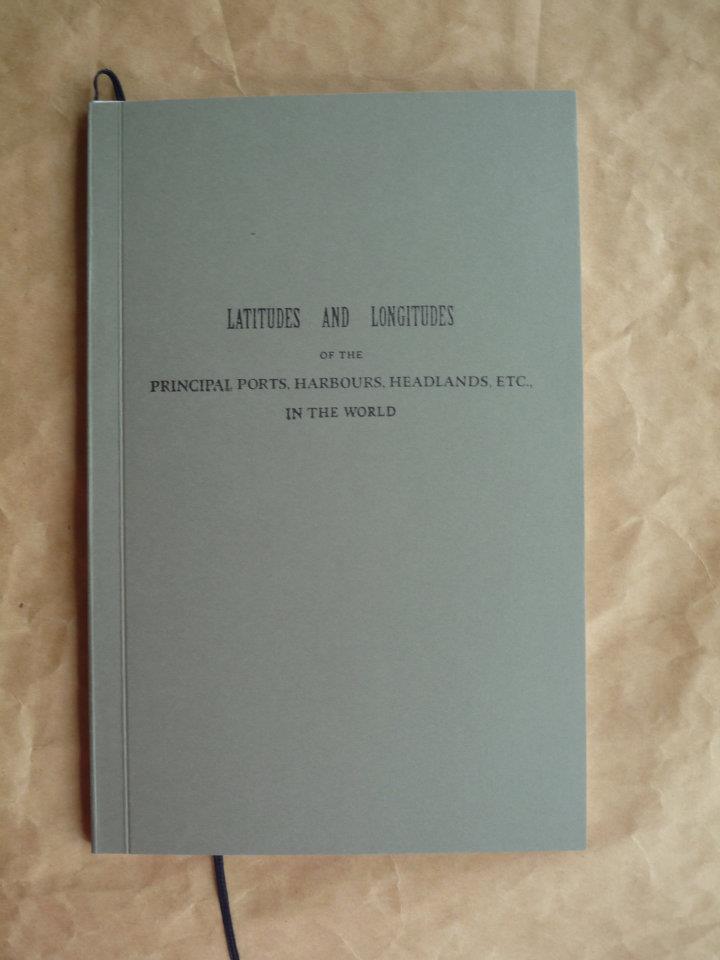 LATITUDES AND LONGITUDES
OF THE
PRINCIPAL PORTS, HARBOURS, HEADLANDS, ETC.,
IN THE WORLD